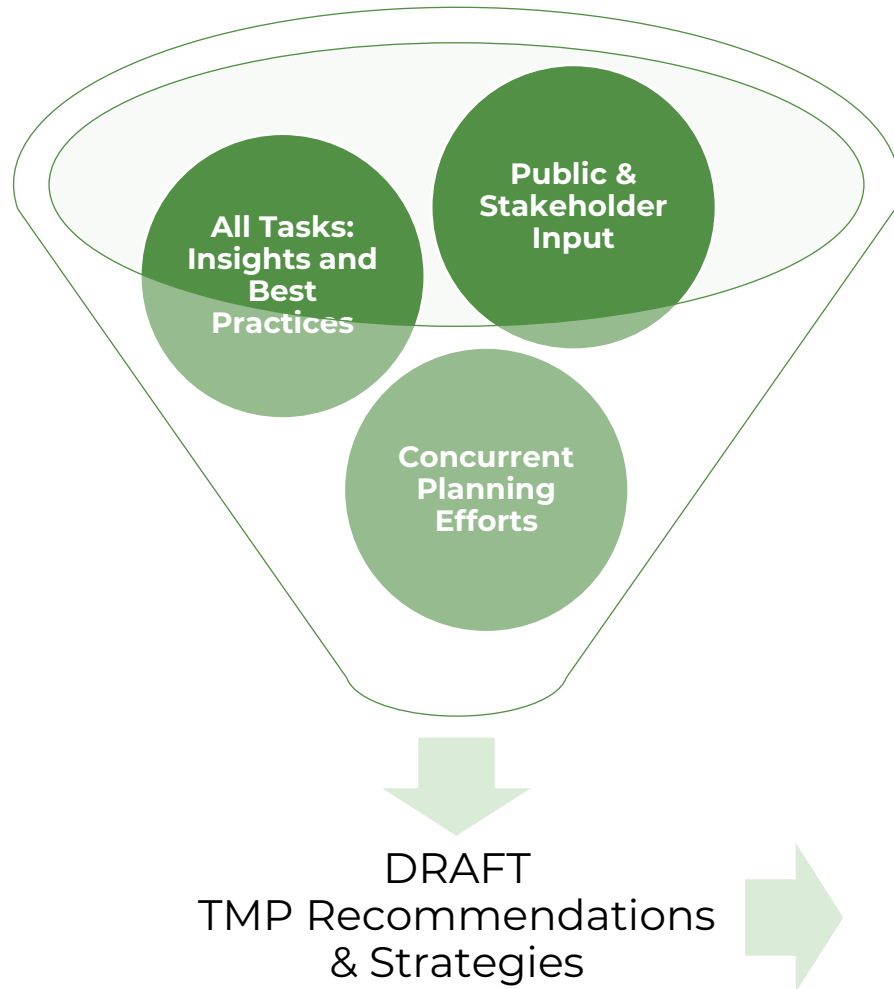 Public &
Stakeholder
Input
All Tasks:
Insights and
Best
Practices
Concurrent
Planning
Efforts
DRAFT
TMP Recommendations
& Strategies